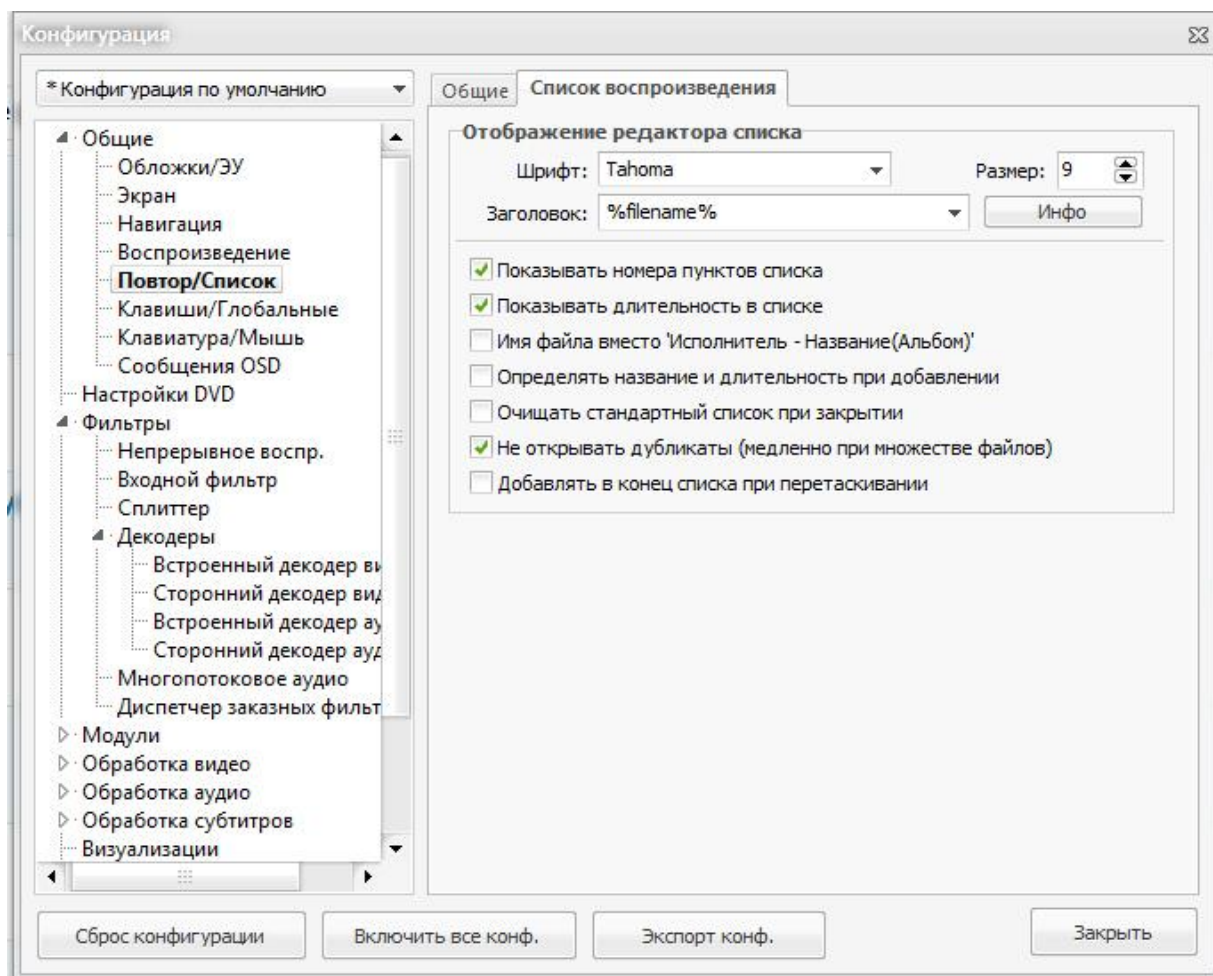 Конфигурация
* Конфигурация по умолчанию
Общие
Обложки/ЭУ
Экран
Навигация
Воспроизведение
Повтор/Список
Клавиши/Глобальные
Клавиатура/Мышь
Сообщения OSD
Настройки DVD
Фильтры
Непрерывное воспр.
Входной фильтр
Сплиттер
Декодеры
Встроенный декодер ви
Сторонний декодер вид
Встроенный декодер ау
Сторонний декодер ауд
Многопотоковое аудио
Диспетчер заказных фильт
Модули
Обработка видео
Обработка аудио
Обработка субтитров
Визуализации
Общие Список воспроизведения
Отображение редактора списка
Шрифт: Tahoma Размер: 9
Заголовок: %filename% Инфо
Показывать номера пунктов списка
Показывать длительность в списке
Имя файла вместо 'Исполнитель - Название(Альбом)'
Определять название и длительность при добавлении
Очищать стандартный список при закрытии
Не открывать дубликаты (медленно при множестве файлов)
Добавлять в конец списка при перетаскивании
Сброс конфигурации Включить все конф. Экспорт конф. Закрыть